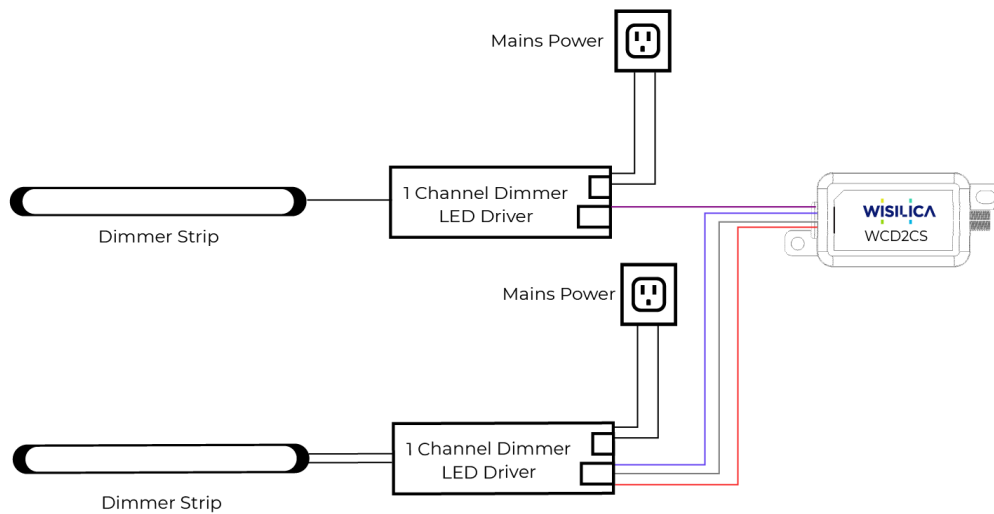 Mains Power
1 Channel Dimmer
LED Driver
Dimmer Strip
WISILICA
WCD2CS
Mains Power
1 Channel Dimmer
LED Driver
Dimmer Strip